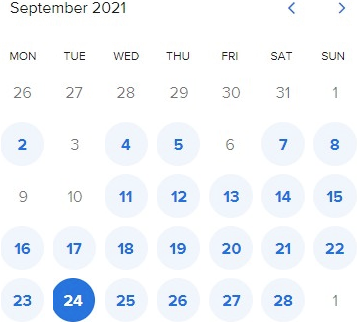 September 2021
MON TUE WED THU FRI SAT SUN
26 27 28 29 30 31 1
2 3 4 5 6 7 8
9 10 11 12 13 14 15
16 17 18 19 20 21 22
23 24 25 26 27 28 1